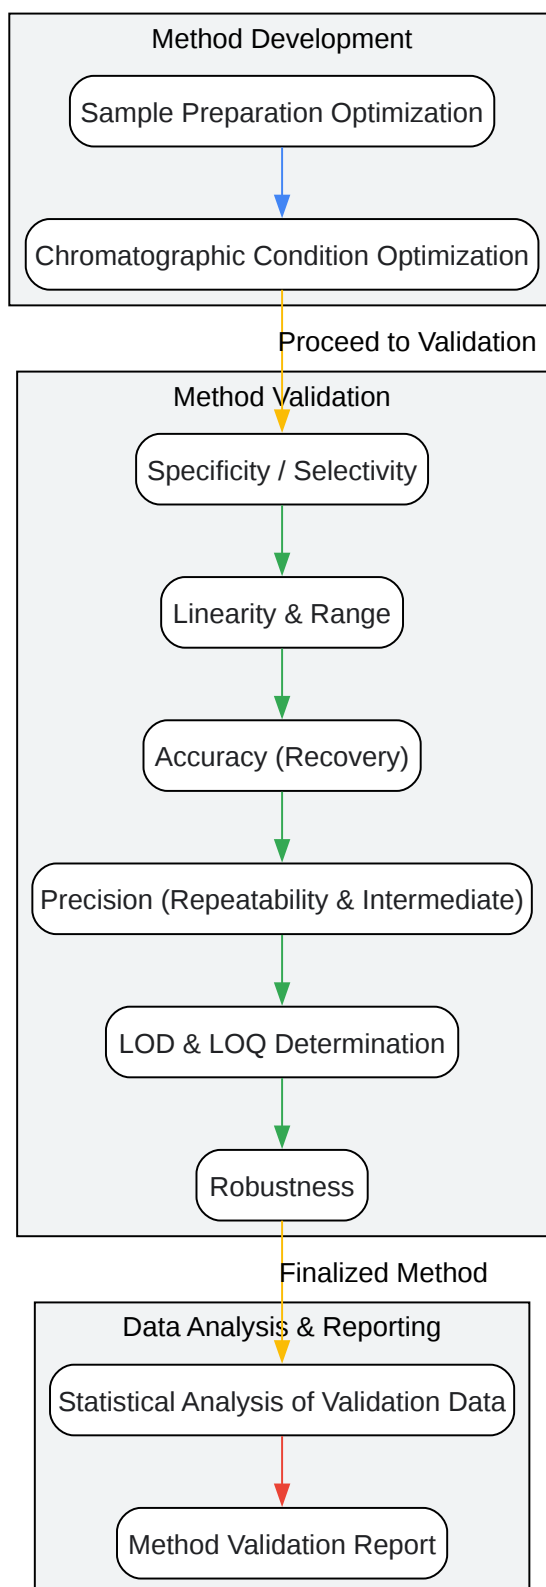 Method Development
Sample Preparation Optimization
Chromatographic Condition Optimization
Proceed to Validation
Method Validation
Specificity / Selectivity
Linearity & Range
Accuracy (Recovery)
Precision (Repeatability & Intermediate)
LOD & LOQ Determination
Robustness
Finalized Method
Data Analysis & Reporting
Statistical Analysis of Validation Data
Method Validation Report